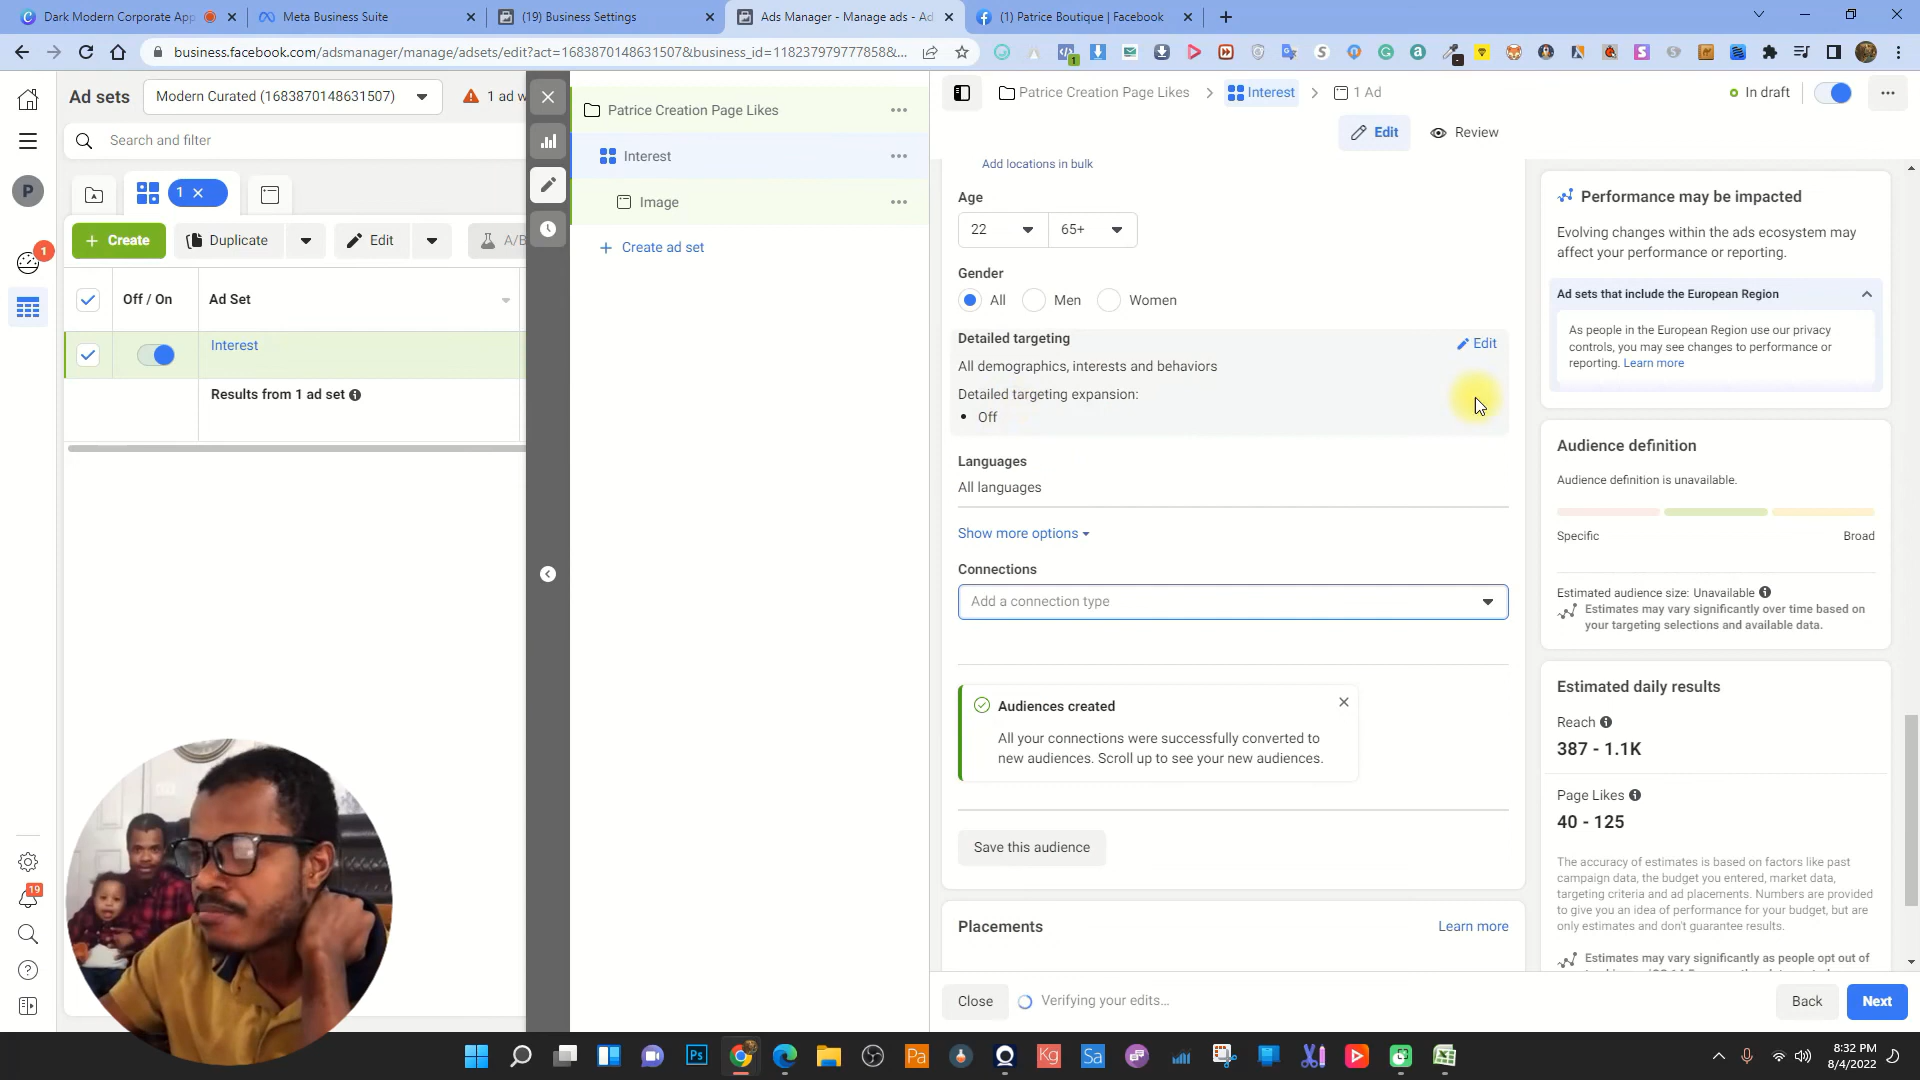 Dark Modern Corporate App
Meta Business Suite
(19) Business Settings
Ads Manager - Manage ads - Ad
(1) Patrice Boutique | Facebook
business.facebook.com/adsmanager/manage/adsets/edit?act=1683870148631507&business_id=118237979777858&...
Ad sets
Modern Curated (1683870148631507)
1 ad w
Search and filter
1
Create
Duplicate
Edit
A/B
Off / On
Ad Set
Interest
Results from 1 ad set
P
1
19
Patrice Creation Page Likes
Interest
Image
Create ad set
Patrice Creation Page Likes
Interest
1 Ad
In draft
Edit
Review
Add locations in bulk
Age
22
65+
Gender
All
Men
Women
Detailed targeting
Edit
All demographics, interests and behaviors
Detailed targeting expansion:
Off
Languages
All languages
Show more options
Connections
Add a connection type
Audiences created
All your connections were successfully converted to
new audiences. Scroll up to see your new audiences.
Save this audience
Placements
Learn more
Close
Verifying your edits...
Back
Next
Performance may be impacted
Evolving changes within the ads ecosystem may
affect your performance or reporting.
Ad sets that include the European Region
As people in the European Region use our privacy
controls, you may see changes to performance or
reporting. Learn more
Audience definition
Audience definition is unavailable.
Specific
Broad
Estimated audience size: Unavailable
Estimates may vary significantly over time based on
your targeting selections and available data.
Estimated daily results
Reach
387 - 1.1K
Page Likes
40 - 125
The accuracy of estimates is based on factors like past
campaign data, the budget you entered, market data,
targeting criteria and ad placements. Numbers are provided
to give you an idea of performance for your budget, but are
only estimates and don't guarantee results.
Estimates may vary significantly as people opt out of
Ps
Pa
Kg
Sa
8:32 PM
8/4/2022